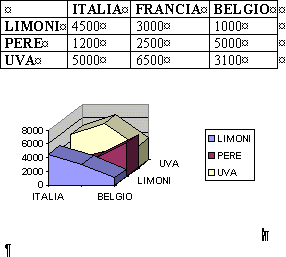 ¤ ITALIA¤ FRANCIA¤ BELGIO¤ ¤
LIMONI¤ 4500¤ 3000¤ 1000¤ ¤
PERE¤ 1200¤ 2500¤ 5000¤ ¤
UVA¤ 5000¤ 6500¤ 3100¤ ¤
8000
6000
4000
2000
0
ITALIA
BELGIO
LIMONI
UVA
LIMONI
PERE
UVA
¶
¶